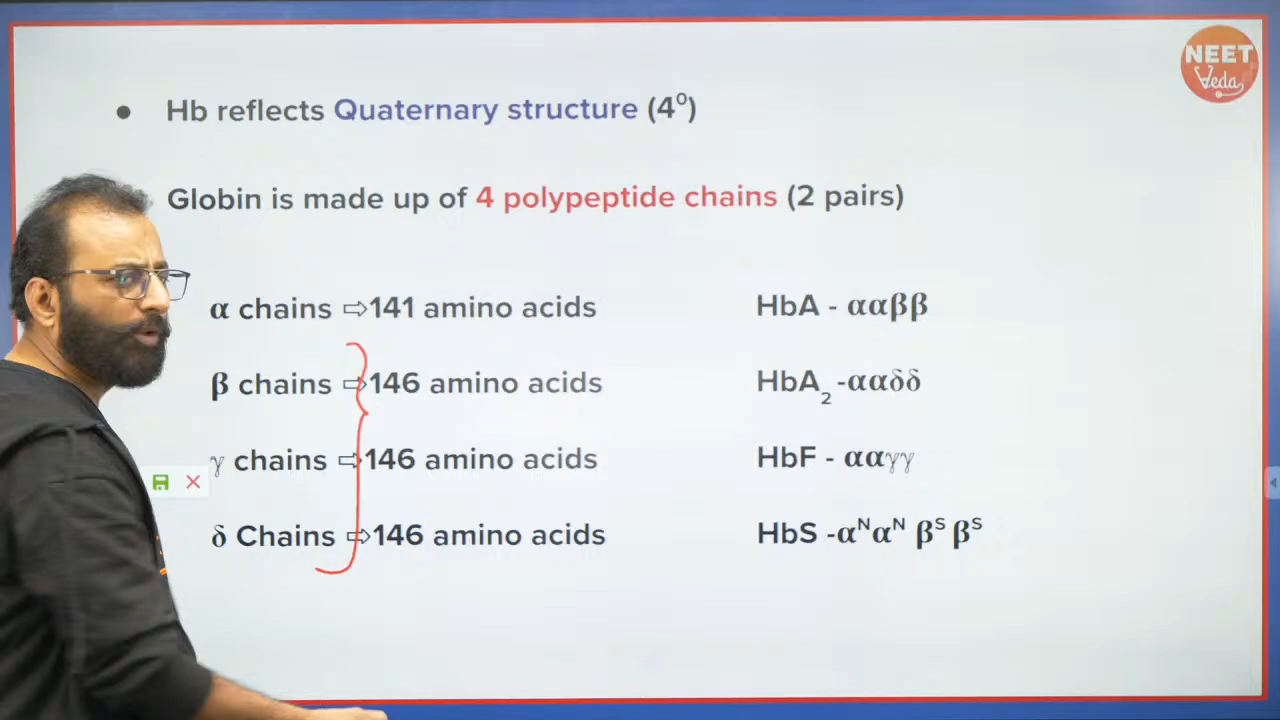 NEET
Veda
● Hb reflects Quaternary structure (4⁰)
Globin is made up of 4 polypeptide chains (2 pairs)
α chains ⇨141 amino acids
HbA - ααββ
β chains ⇨146 amino acids
HbA₂ -ααδδ
γ chains ⇨146 amino acids
HbF - ααγγ
δ Chains ⇨146 amino acids
HbS -αᴺαᴺ βˢ βˢ